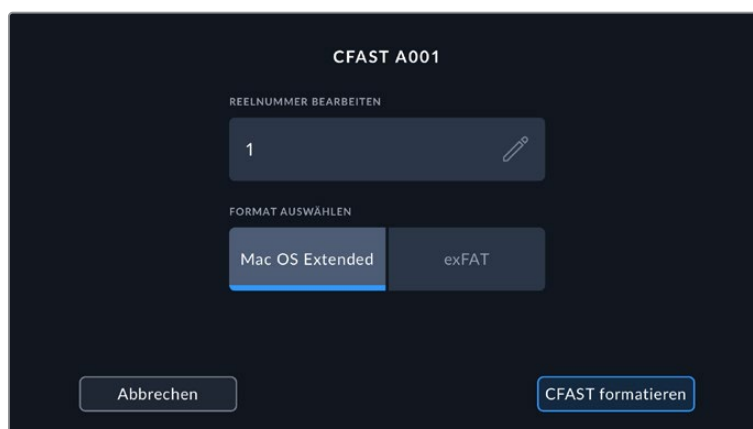 CFAST A001
REELNUMMER BEARBEITEN
1
FORMAT AUSWÄHLEN
Mac OS Extended exFAT
Abbrechen CFAST formatieren